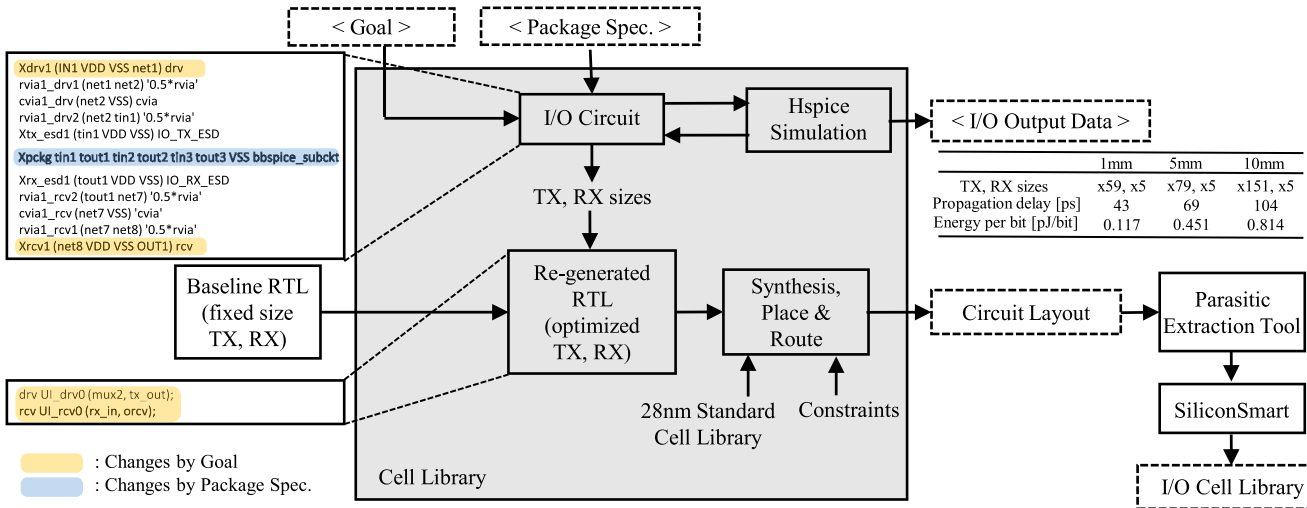 < Goal >
< Package Spec. >
Xdrv1 (IN1 VDD VSS net1) drv
rvia1_drv1 (net1 net2) '0.5*rvia'
cvia1_drv (net2 VSS) cvia
rvia1_drv2 (net2 tin1) '0.5*rvia'
Xtx_esd1 (tin1 VDD VSS) IO_TX_ESD
Xpckg tin1 tout1 tin2 tout2 tin3 tout3 VSS bbspice_subckt
Xrx_esd1 (tout1 VDD VSS) IO_RX_ESD
rvia1_rcv2 (tout1 net7) '0.5*rvia'
cvia1_rcv (net7 VSS) 'cvia'
rvia1_rcv1 (net7 net8) '0.5*rvia'
Xrcv1 (net8 VDD VSS OUT1) rcv
I/O Circuit
Hspice
Simulation
< I/O Output Data >
1mm 5mm 10mm
TX, RX sizes x59, x5 x79, x5 x151, x5
Propagation delay [ps] 43 69 104
Energy per bit [pJ/bit] 0.117 0.451 0.814
TX, RX sizes
Baseline RTL
(fixed size
TX, RX)
Re-generated
RTL
(optimized
TX, RX)
Synthesis,
Place &
Route
Circuit Layout
Parasitic
Extraction Tool
28nm Standard
Cell Library
Constraints
SiliconSmart
I/O Cell Library
drv UI_drv0 (mux2, tx_out);
rcv UI_rcv0 (rx_in, orcv);
: Changes by Goal
: Changes by Package Spec.
Cell Library